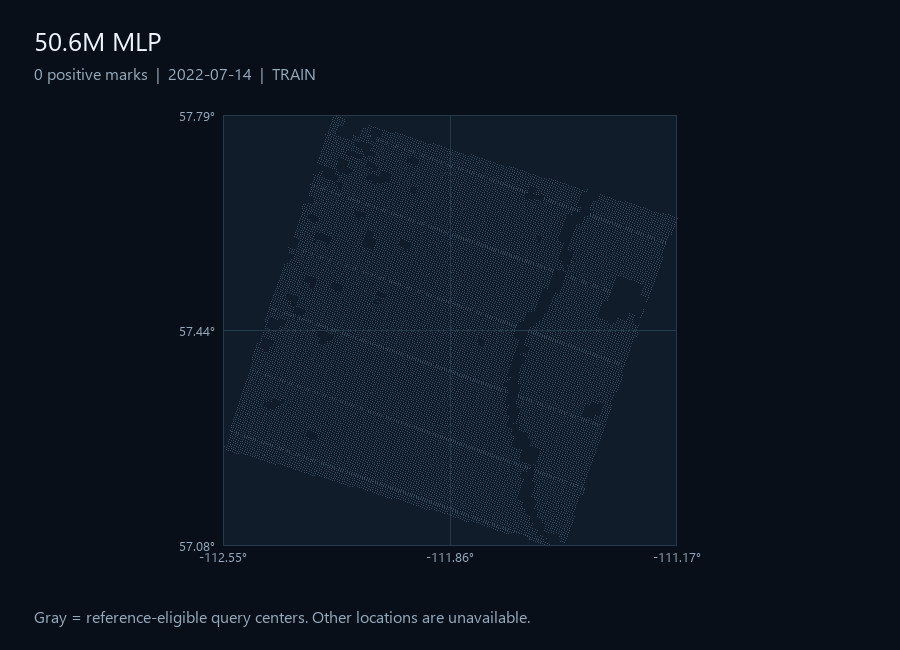 50.6M MLP
0 positive marks | 2022-07-14 | TRAIN
57.79°
57.44°
57.08°
-112.55°
-111.86°
-111.17°
Gray = reference-eligible query centers. Other locations are unavailable.